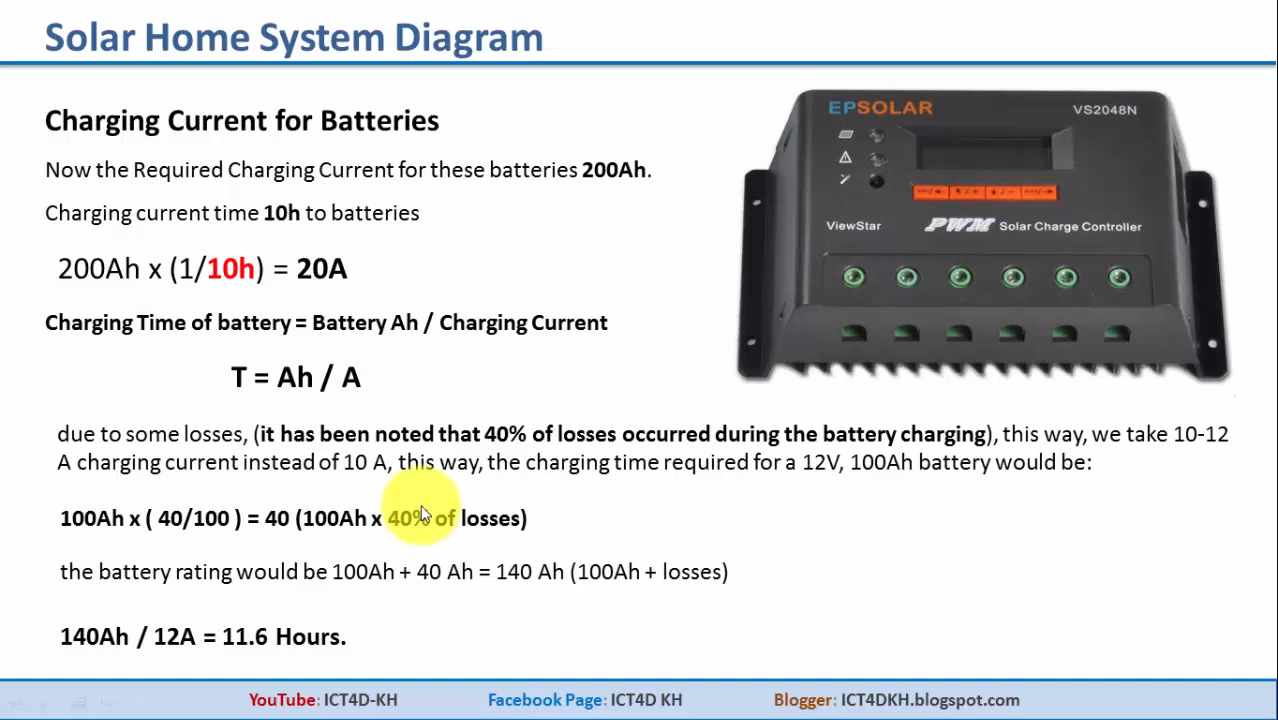 Solar Home System Diagram
Charging Current for Batteries
Now the Required Charging Current for these batteries 200Ah.
Charging current time 10h to batteries
200Ah x (1/10h) = 20A
Charging Time of battery = Battery Ah / Charging Current
T = Ah / A
EPSOLAR
VS2048N
ViewStar
PWM Solar Charge Controller
due to some losses, (it has been noted that 40% of losses occurred during the battery charging), this way, we take 10-12
A charging current instead of 10 A, this way, the charging time required for a 12V, 100Ah battery would be:
100Ah x ( 40/100 ) = 40 (100Ah x 40% of losses)
the battery rating would be 100Ah + 40 Ah = 140 Ah (100Ah + losses)
140Ah / 12A = 11.6 Hours.
YouTube: ICT4D-KH Facebook Page: ICT4D KH Blogger: ICT4DKH.blogspot.com